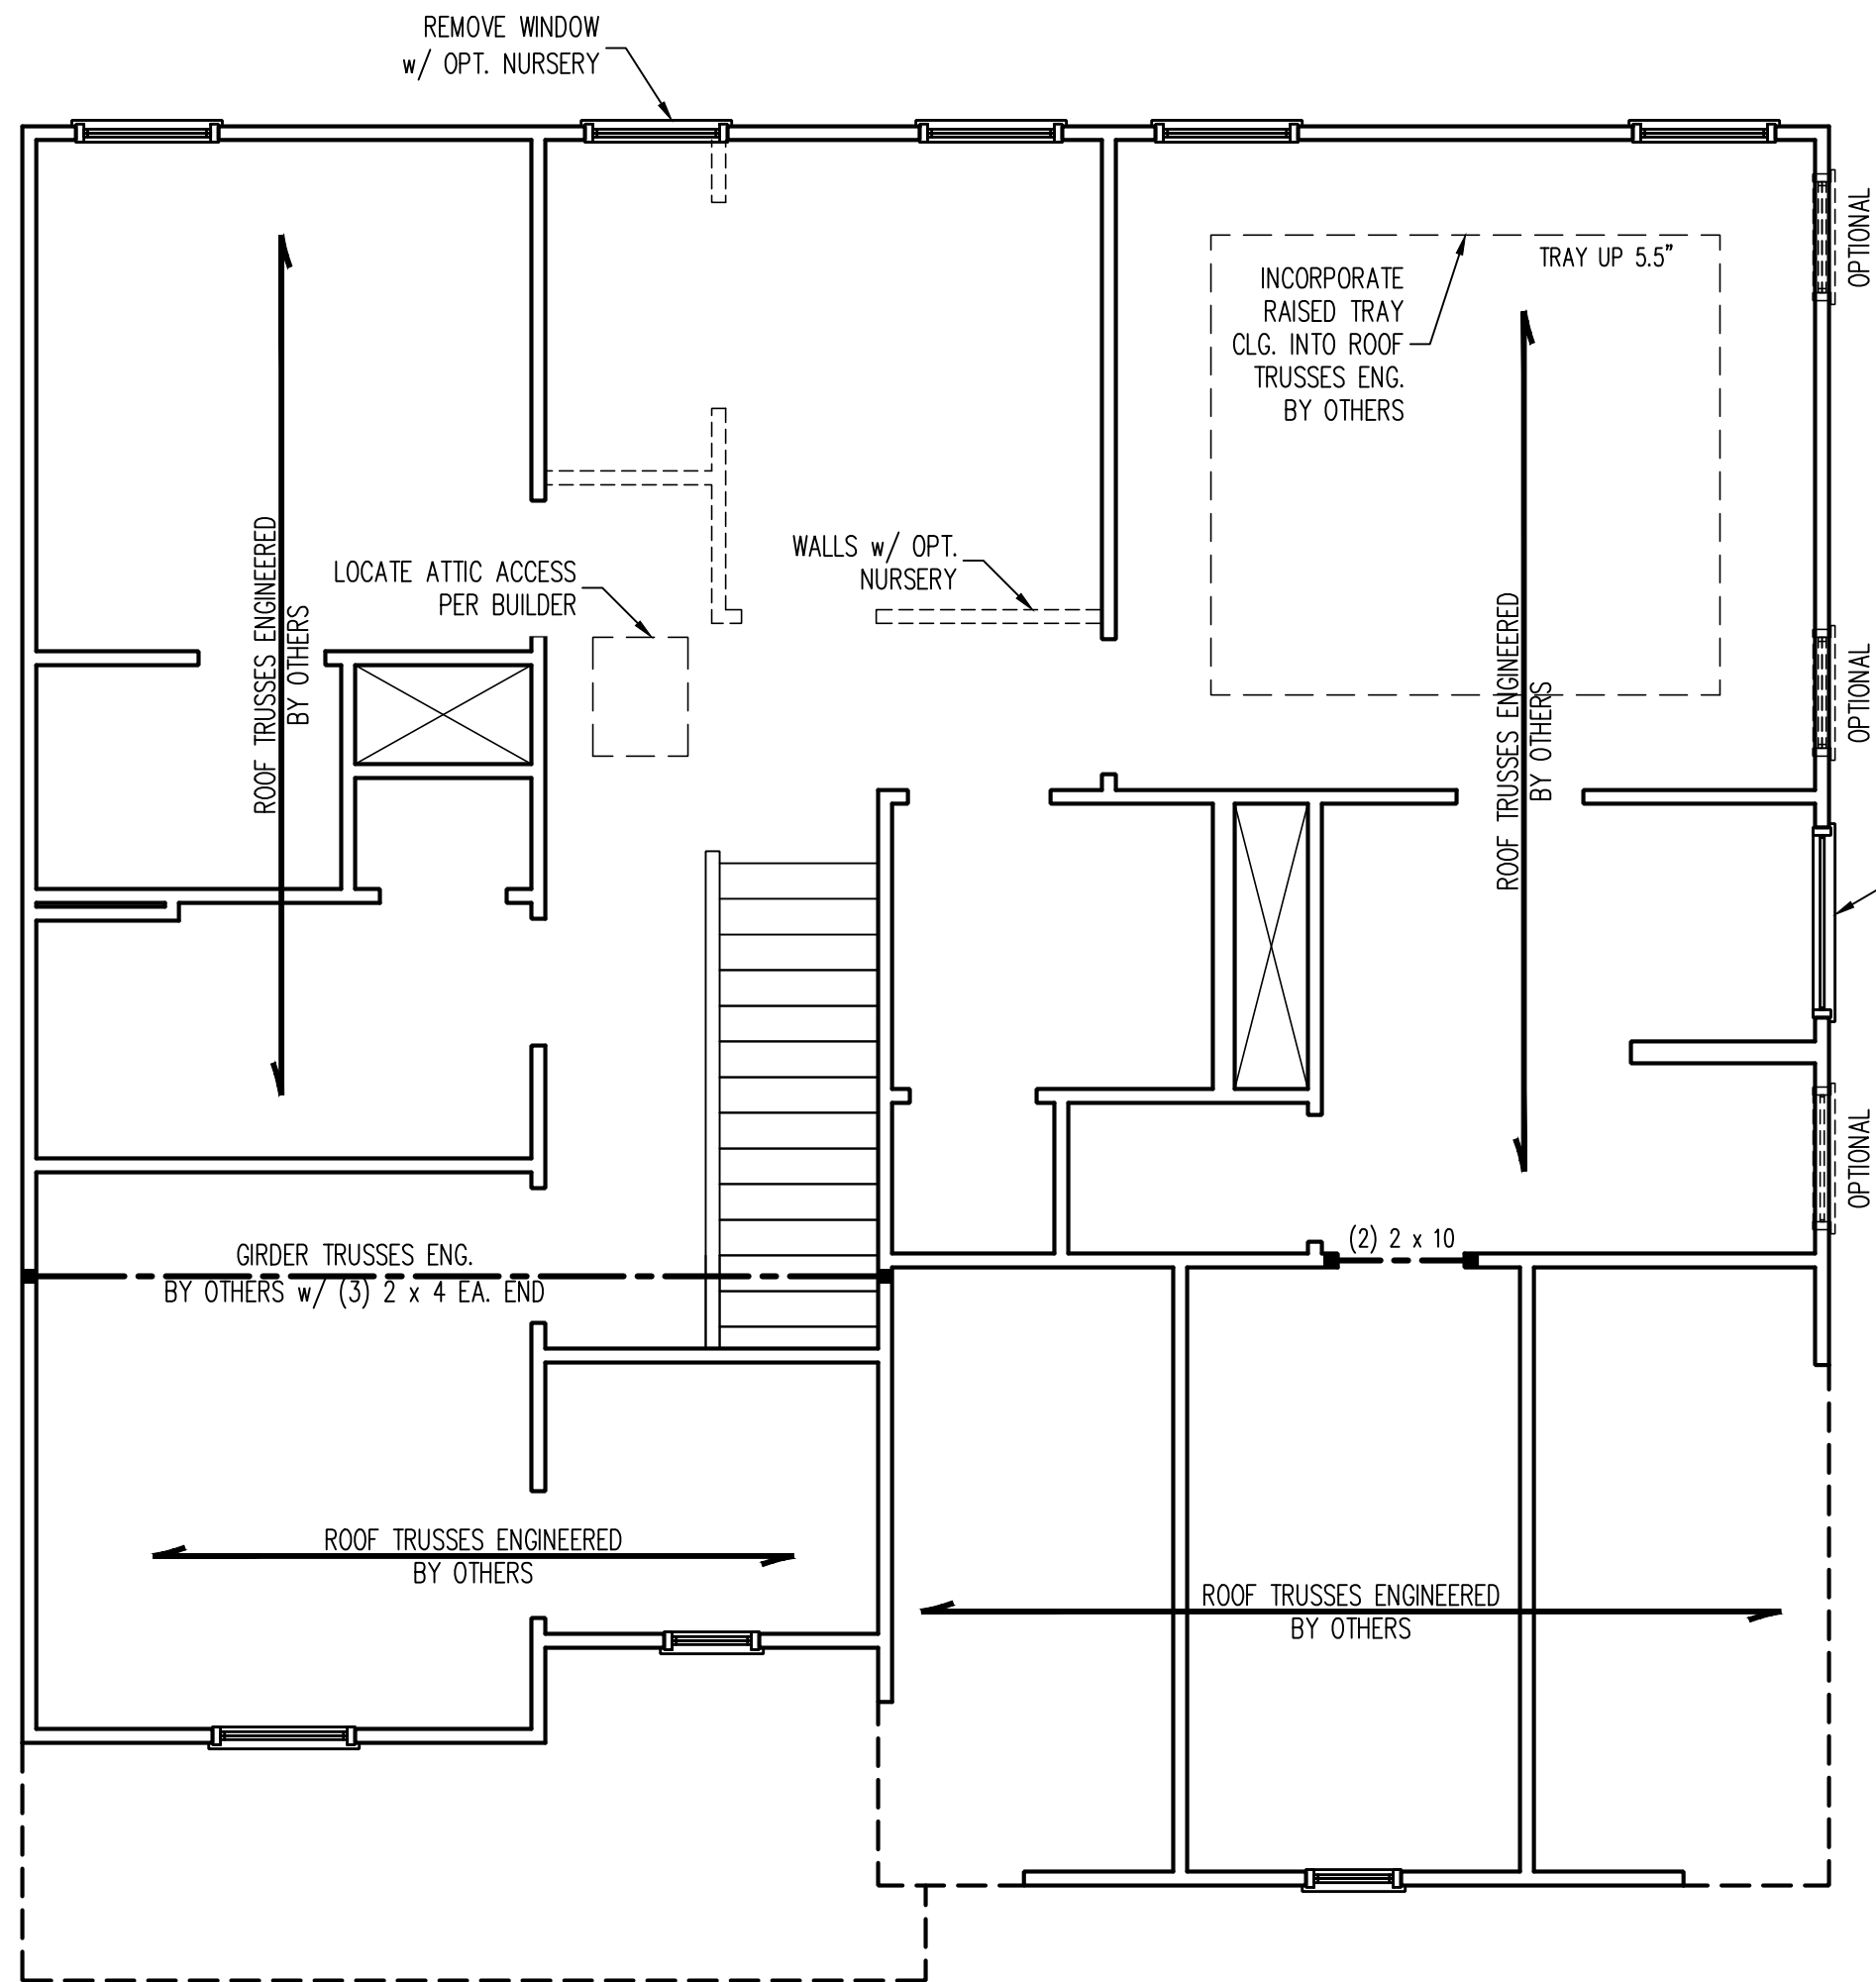 REMOVE WINDOW
w/ OPT. NURSERY
OPTIONAL
TRAY UP 5.5"
INCORPORATE
RAISED TRAY
CLG. INTO ROOF
TRUSSES ENG.
BY OTHERS
ROOF TRUSSES ENGINEERED
BY OTHERS
LOCATE ATTIC ACCESS
PER BUILDER
WALLS w/ OPT.
NURSERY
ROOF TRUSSES ENGINEERED
BY OTHERS
OPTIONAL
OPTIONAL
GIRDER TRUSSES ENG.
BY OTHERS w/ (3) 2 x 4 EA. END
(2) 2 x 10
ROOF TRUSSES ENGINEERED
BY OTHERS
ROOF TRUSSES ENGINEERED
BY OTHERS